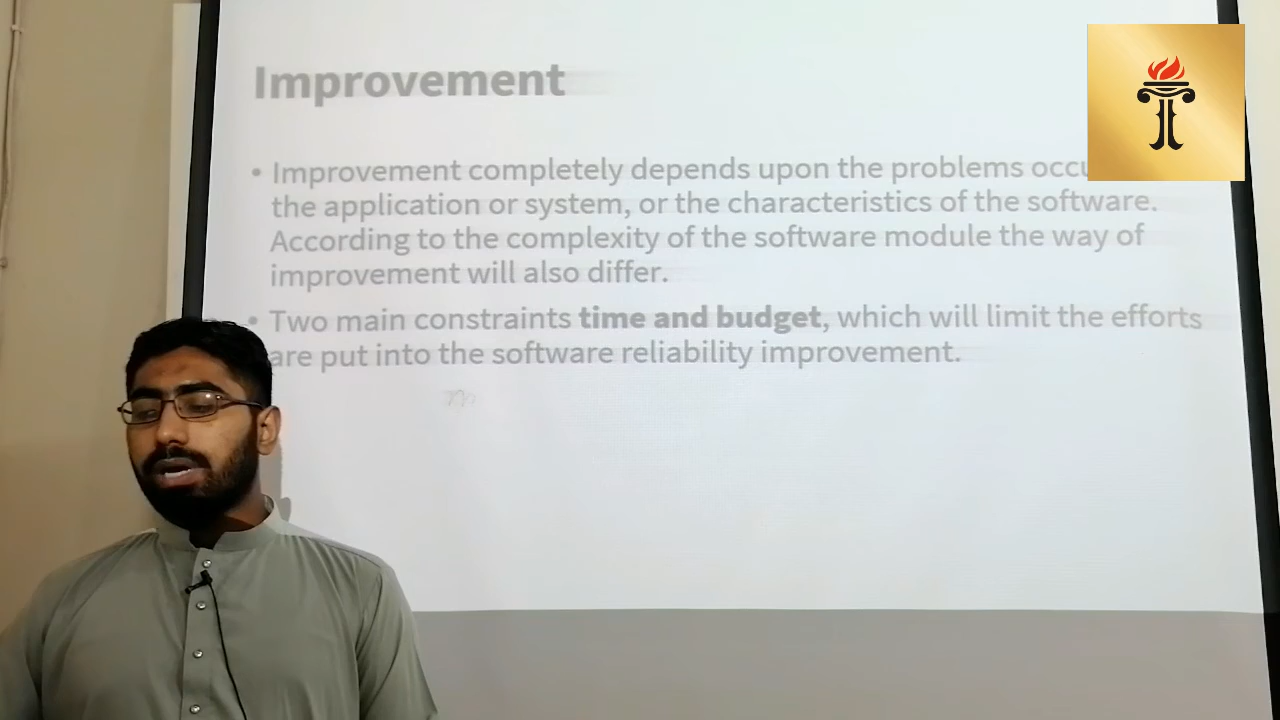 Improvement
• Improvement completely depends upon the problems
the application or system, or the characteristics of the software.
According to the complexity of the software module the way of
improvement will also differ.
• Two main constraints time and budget, which will limit the efforts
are put into the software reliability improvement.